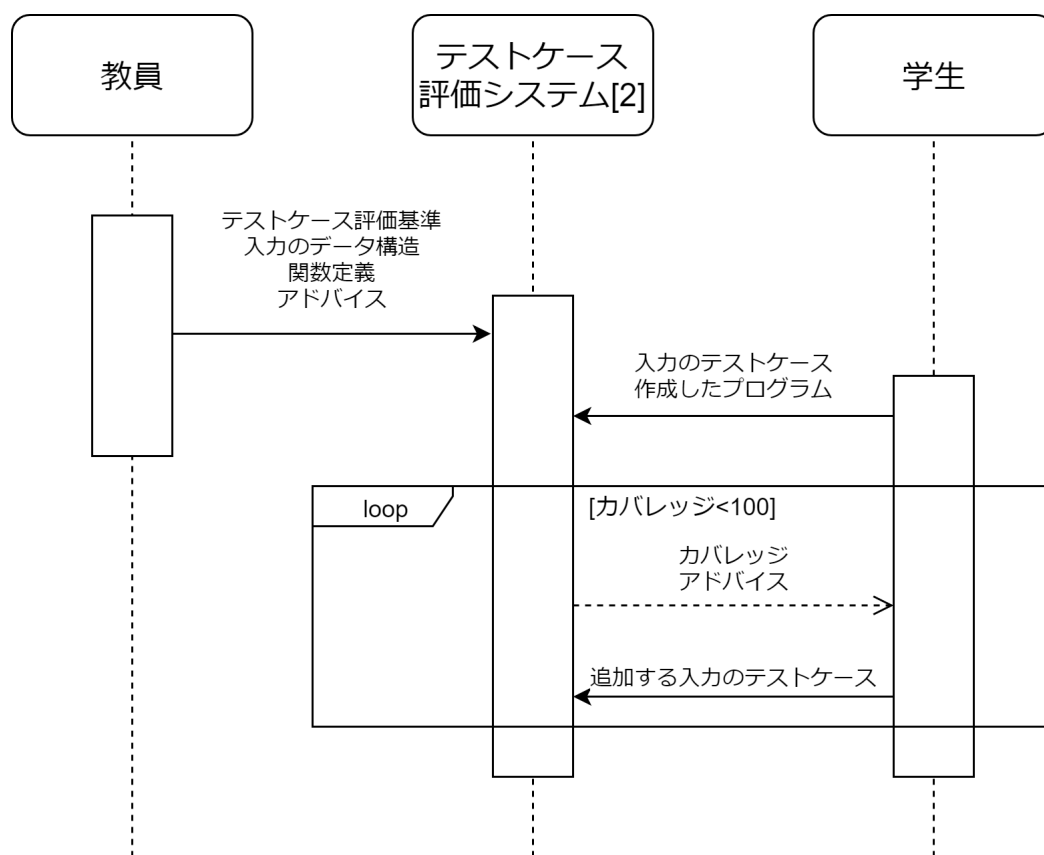 教員
テストケース
評価システム[2]
学生
テストケース評価基準
入力のデータ構造
関数定義
アドバイス
入力のテストケース
作成したプログラム
loop
[カバレッジ<100]
カバレッジ
アドバイス
追加する入力のテストケース